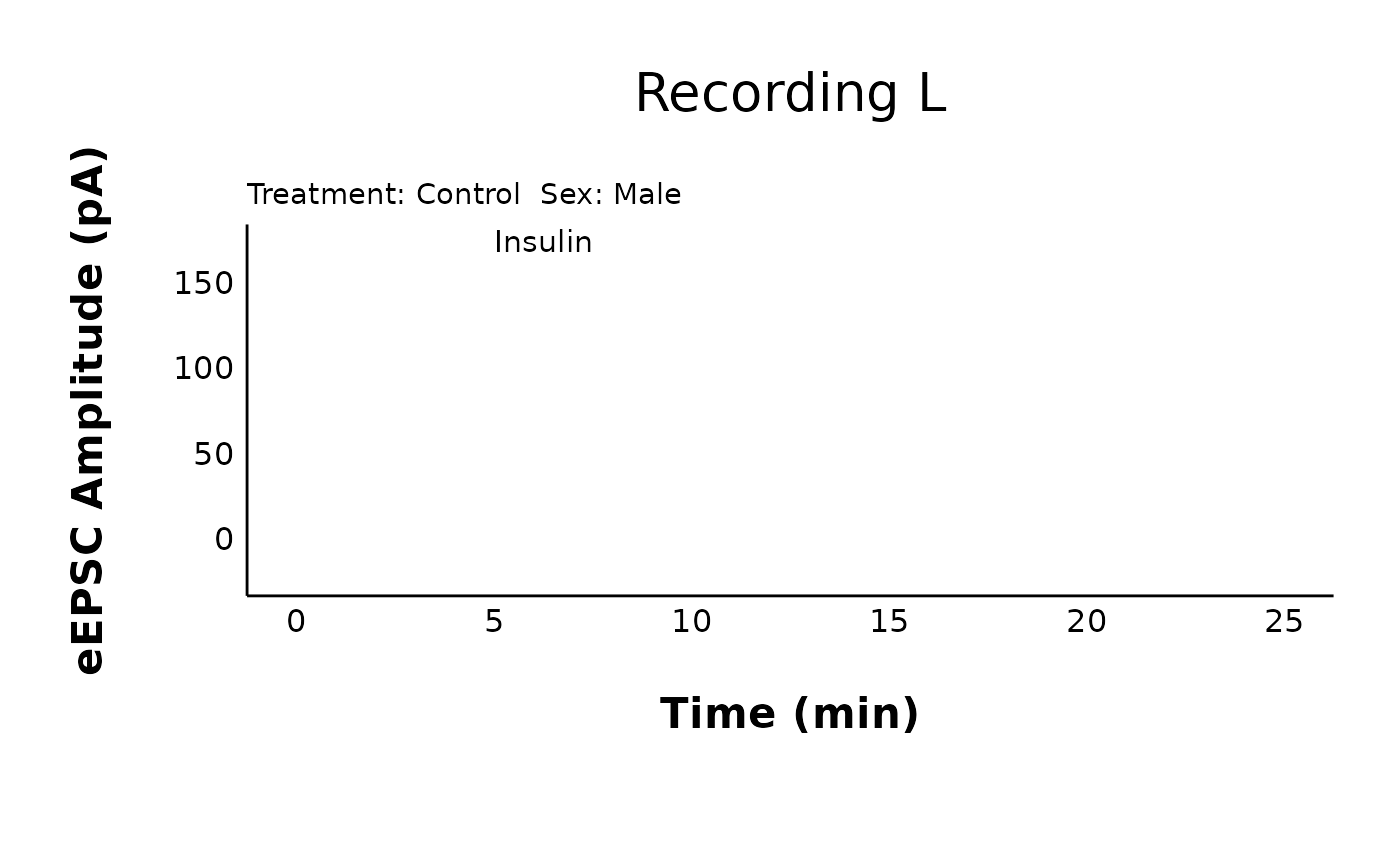 Recording L
Treatment: Control  Sex: Male
Insulin
eEPSC Amplitude (pA)
150
100
50
0
0 5 10 15 20 25
Time (min)